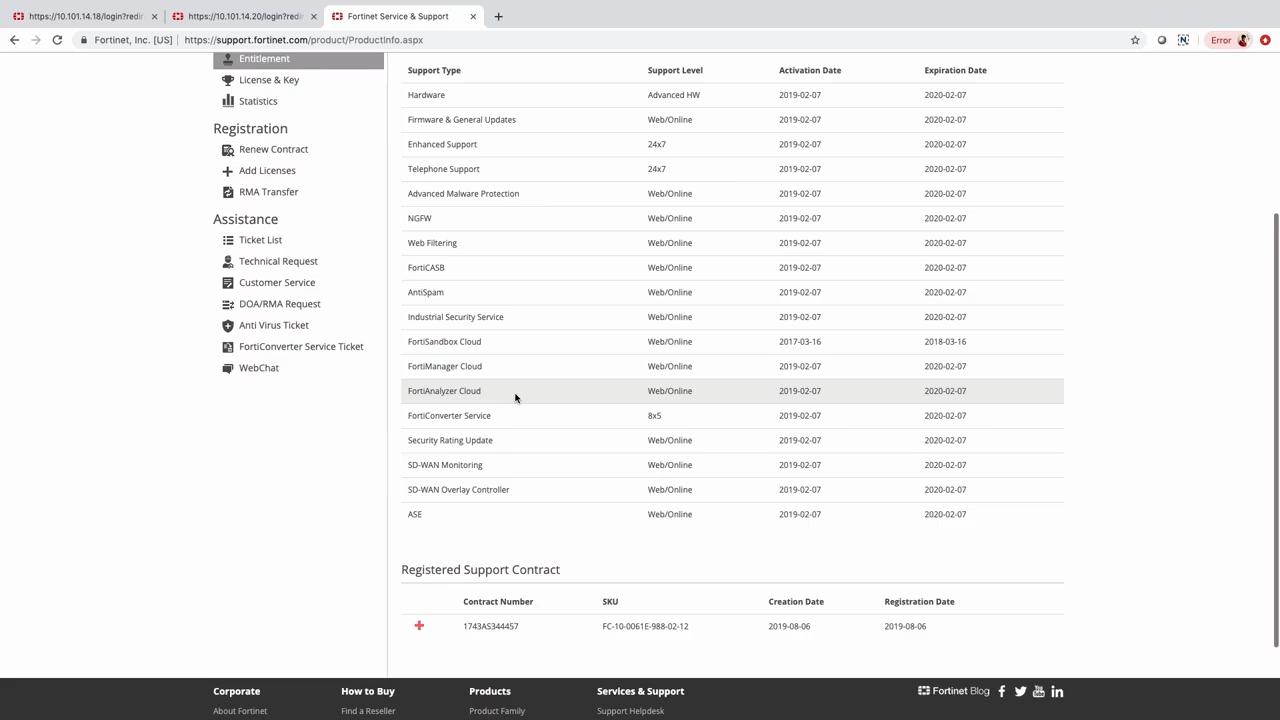 https://10.101.14.18/login?redir
https://10.101.14.20/login?redir
Fortinet Service & Support
Fortinet, Inc. [US] | https://support.fortinet.com/product/ProductInfo.aspx
Error
Entitlement
License & Key
Statistics
Registration
Renew Contract
Add Licenses
RMA Transfer
Assistance
Ticket List
Technical Request
Customer Service
DOA/RMA Request
Anti Virus Ticket
FortiConverter Service Ticket
WebChat
Support Type Support Level Activation Date Expiration Date
Hardware Advanced HW 2019-02-07 2020-02-07
Firmware & General Updates Web/Online 2019-02-07 2020-02-07
Enhanced Support 24x7 2019-02-07 2020-02-07
Telephone Support 24x7 2019-02-07 2020-02-07
Advanced Malware Protection Web/Online 2019-02-07 2020-02-07
NGFW Web/Online 2019-02-07 2020-02-07
Web Filtering Web/Online 2019-02-07 2020-02-07
FortiCASB Web/Online 2019-02-07 2020-02-07
AntiSpam Web/Online 2019-02-07 2020-02-07
Industrial Security Service Web/Online 2019-02-07 2020-02-07
FortiSandbox Cloud Web/Online 2017-03-16 2018-03-16
FortiManager Cloud Web/Online 2019-02-07 2020-02-07
FortiAnalyzer Cloud Web/Online 2019-02-07 2020-02-07
FortiConverter Service 8x5 2019-02-07 2020-02-07
Security Rating Update Web/Online 2019-02-07 2020-02-07
SD-WAN Monitoring Web/Online 2019-02-07 2020-02-07
SD-WAN Overlay Controller Web/Online 2019-02-07 2020-02-07
ASE Web/Online 2019-02-07 2020-02-07
Registered Support Contract
Contract Number SKU Creation Date Registration Date
1743AS344457 FC-10-0061E-988-02-12 2019-08-06 2019-08-06
Corporate How to Buy Products Services & Support Fortinet Blog
About Fortinet Find a Reseller Product Family Support Helpdesk